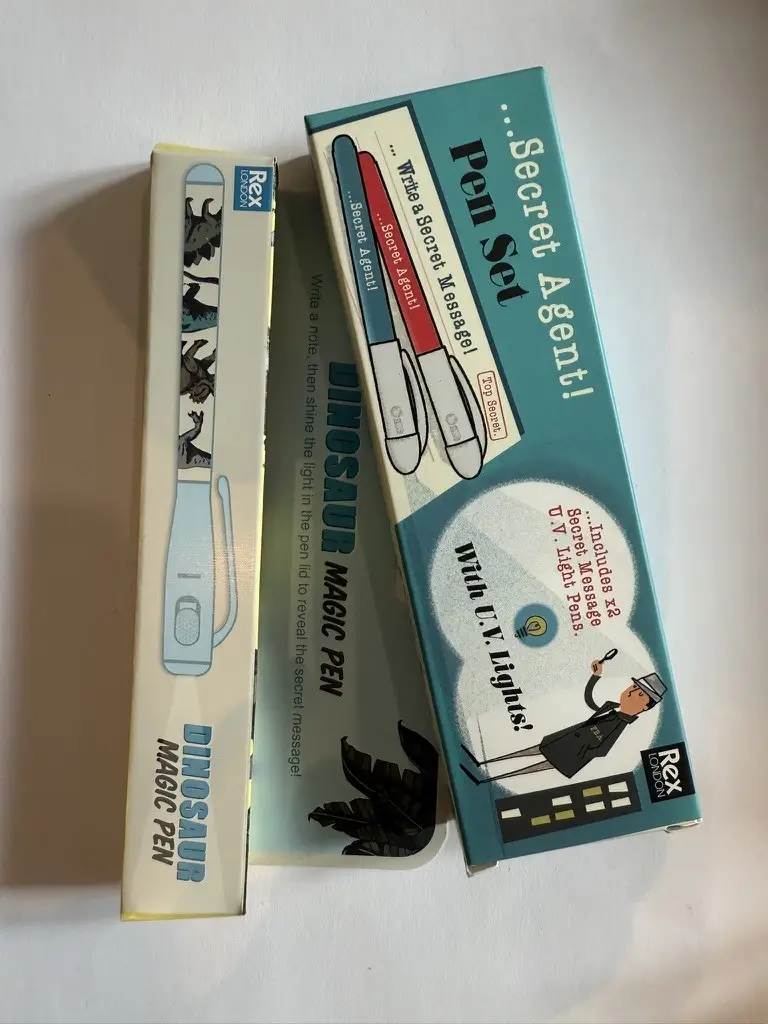 Rex
LONDON
DINOSAUR
MAGIC PEN
Write a note, then shine the light in the pen lid to reveal the secret message!
DINOSAUR MAGIC PEN
...Secret Agent!
Pen Set
... Write a Secret Message!
...Secret Agent!
...Secret Agent!
Top Secret.
...Includes x2
Secret Message
U.V. Light Pens.
With U.V. Lights!
Rex
LONDON